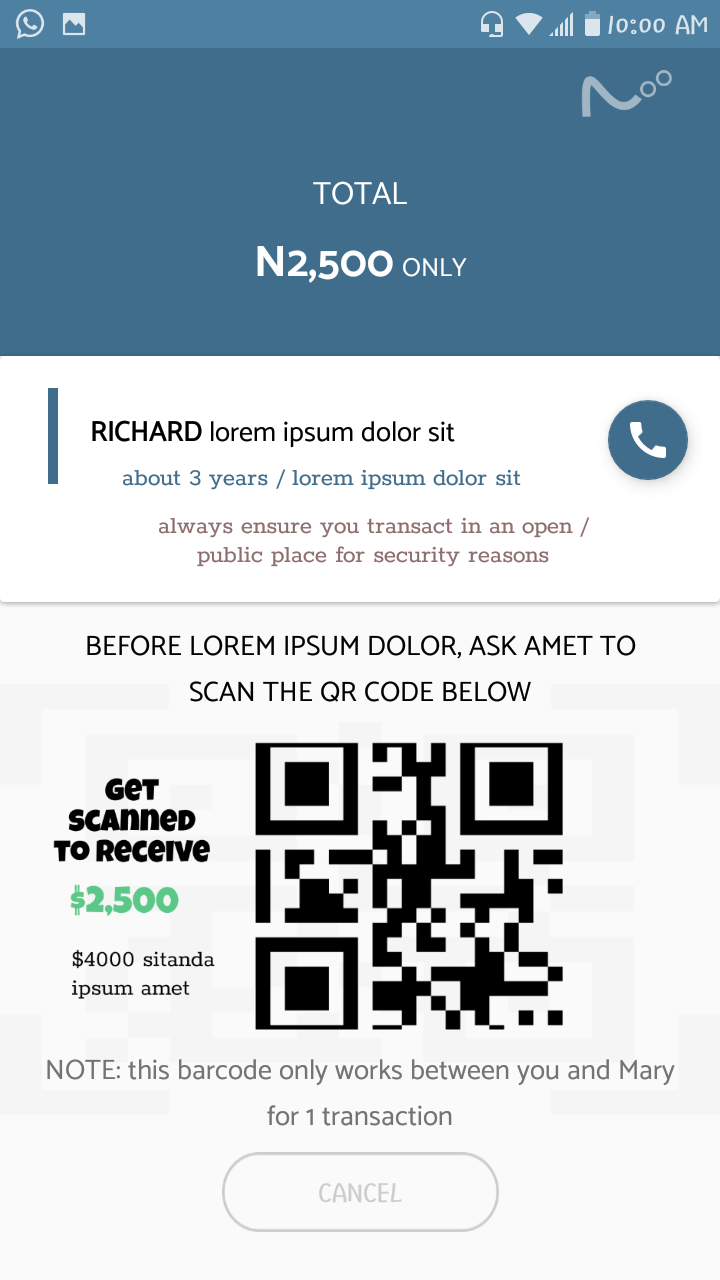 10:00 AM
TOTAL
N2,500 ONLY
RICHARD lorem ipsum dolor sit
about 3 years / lorem ipsum dolor sit
always ensure you transact in an open /
public place for security reasons
BEFORE LOREM IPSUM DOLOR, ASK AMET TO
SCAN THE QR CODE BELOW
GET
SCANNED
TO RECEIVE
$2,500
$4000 sitanda
ipsum amet
NOTE: this barcode only works between you and Mary
for 1 transaction
CANCEL